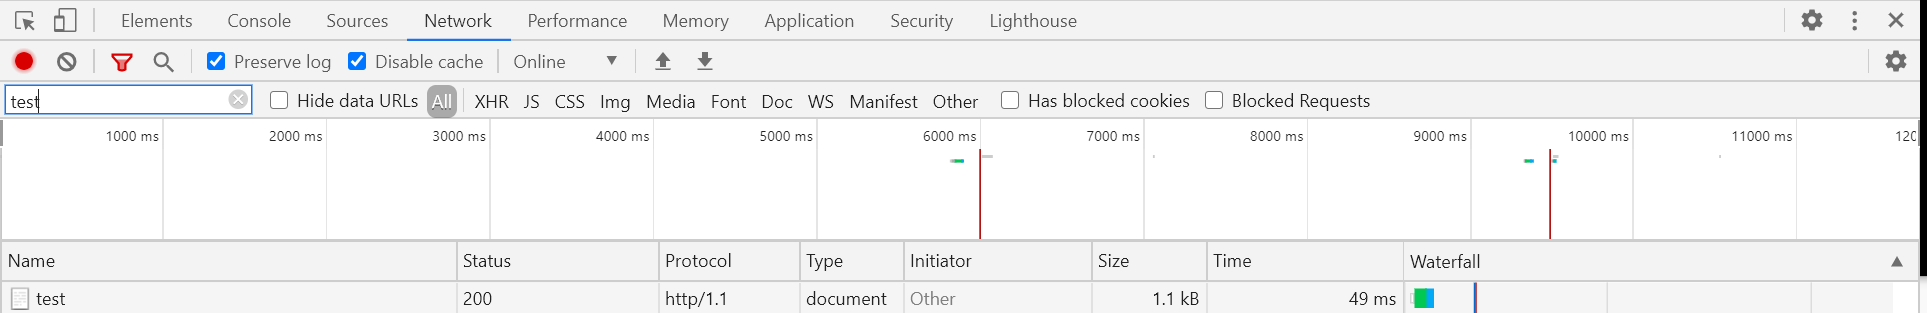 Elements Console Sources Network Performance Memory Application Security Lighthouse
Preserve log Disable cache Online
test Hide data URLs All XHR JS CSS Img Media Font Doc WS Manifest Other Has blocked cookies Blocked Requests
1000 ms 2000 ms 3000 ms 4000 ms 5000 ms 6000 ms 7000 ms 8000 ms 9000 ms 10000 ms 11000 ms 120
Name Status Protocol Type Initiator Size Time Waterfall
test 200 http/1.1 document Other 1.1 kB 49 ms